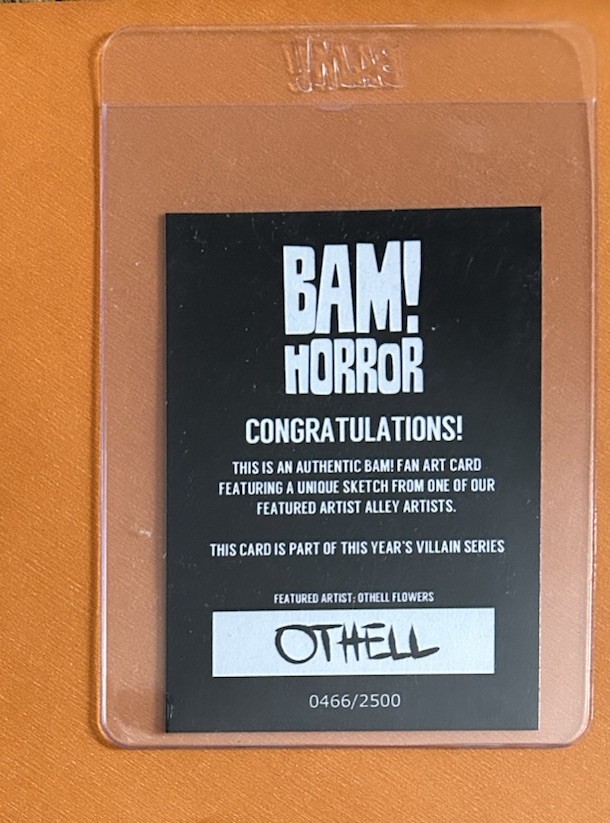 BAM!
BAM!
HORROR
CONGRATULATIONS!
THIS IS AN AUTHENTIC BAM! FAN ART CARD
FEATURING A UNIQUE SKETCH FROM ONE OF OUR
FEATURED ARTIST ALLEY ARTISTS.
THIS CARD IS PART OF THIS YEAR'S VILLAIN SERIES
FEATURED ARTIST: OTHELL FLOWERS
OTHELL
0466/2500